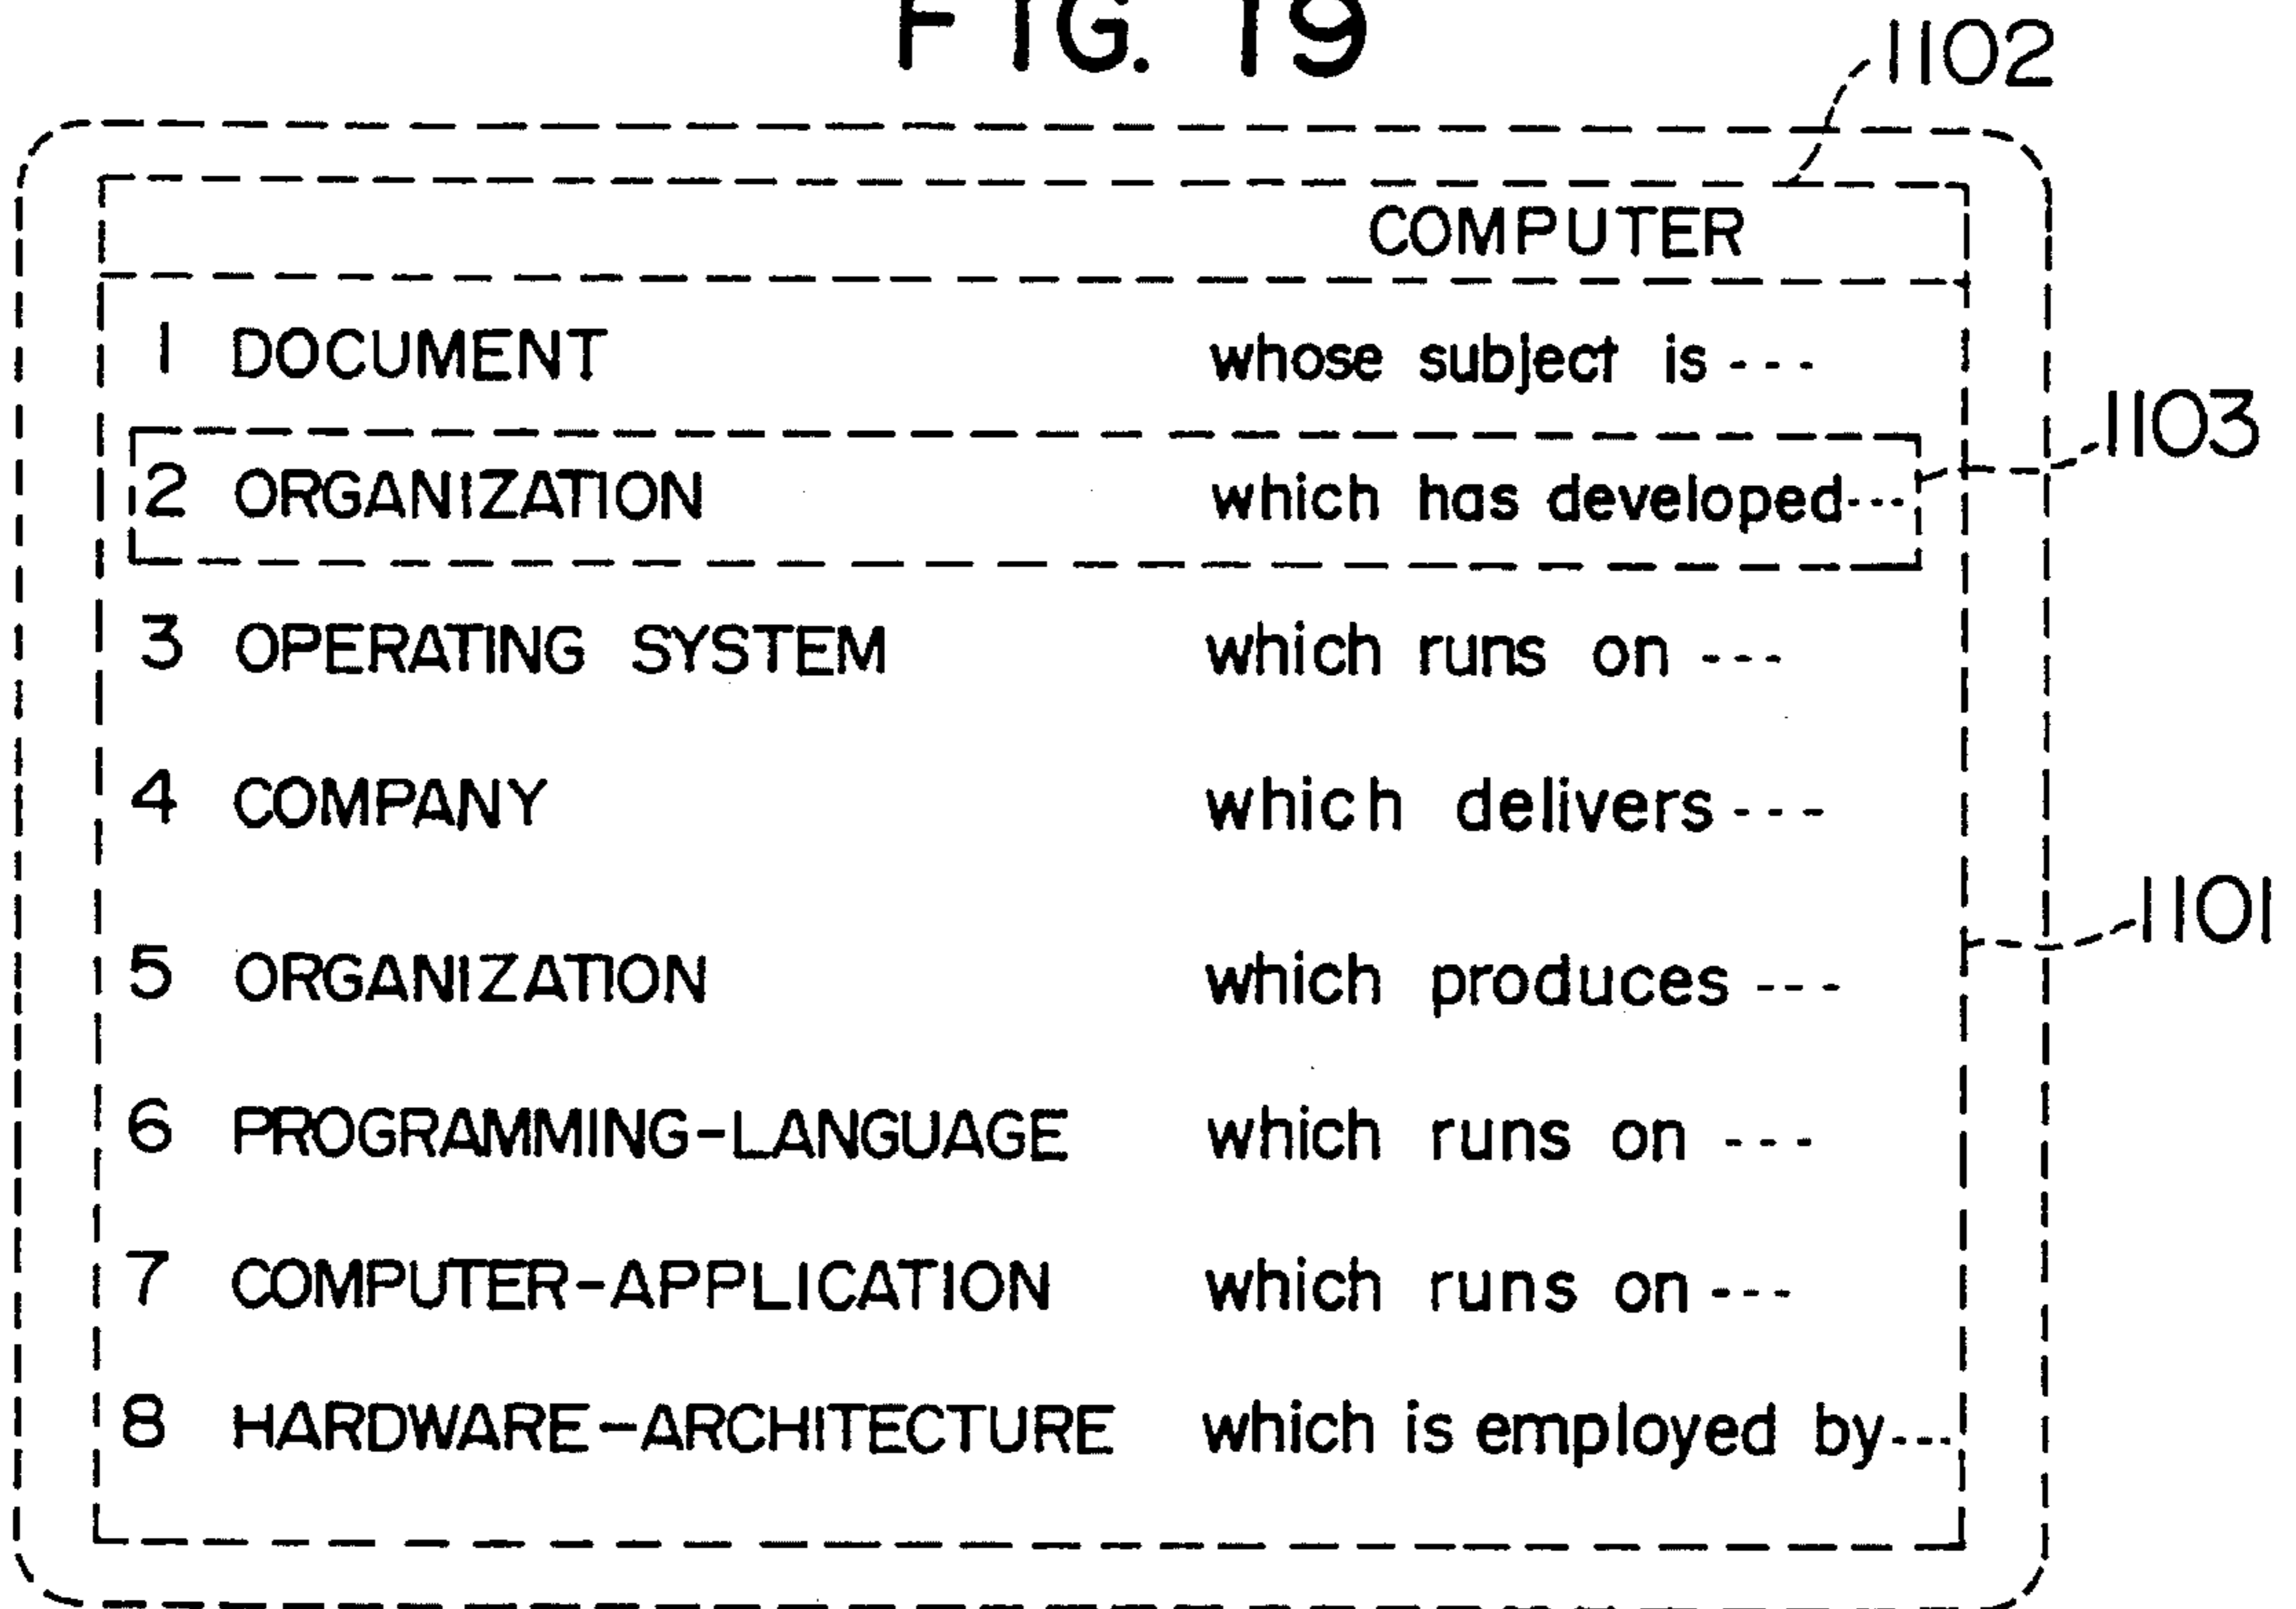 FIG. 19
1102
COMPUTER
1 DOCUMENT whose subject is ---
1103
2 ORGANIZATION which has developed---
3 OPERATING SYSTEM which runs on ---
4 COMPANY which delivers ---
1101
5 ORGANIZATION which produces ---
6 PROGRAMMING-LANGUAGE which runs on ---
7 COMPUTER-APPLICATION which runs on ---
8 HARDWARE-ARCHITECTURE which is employed by---